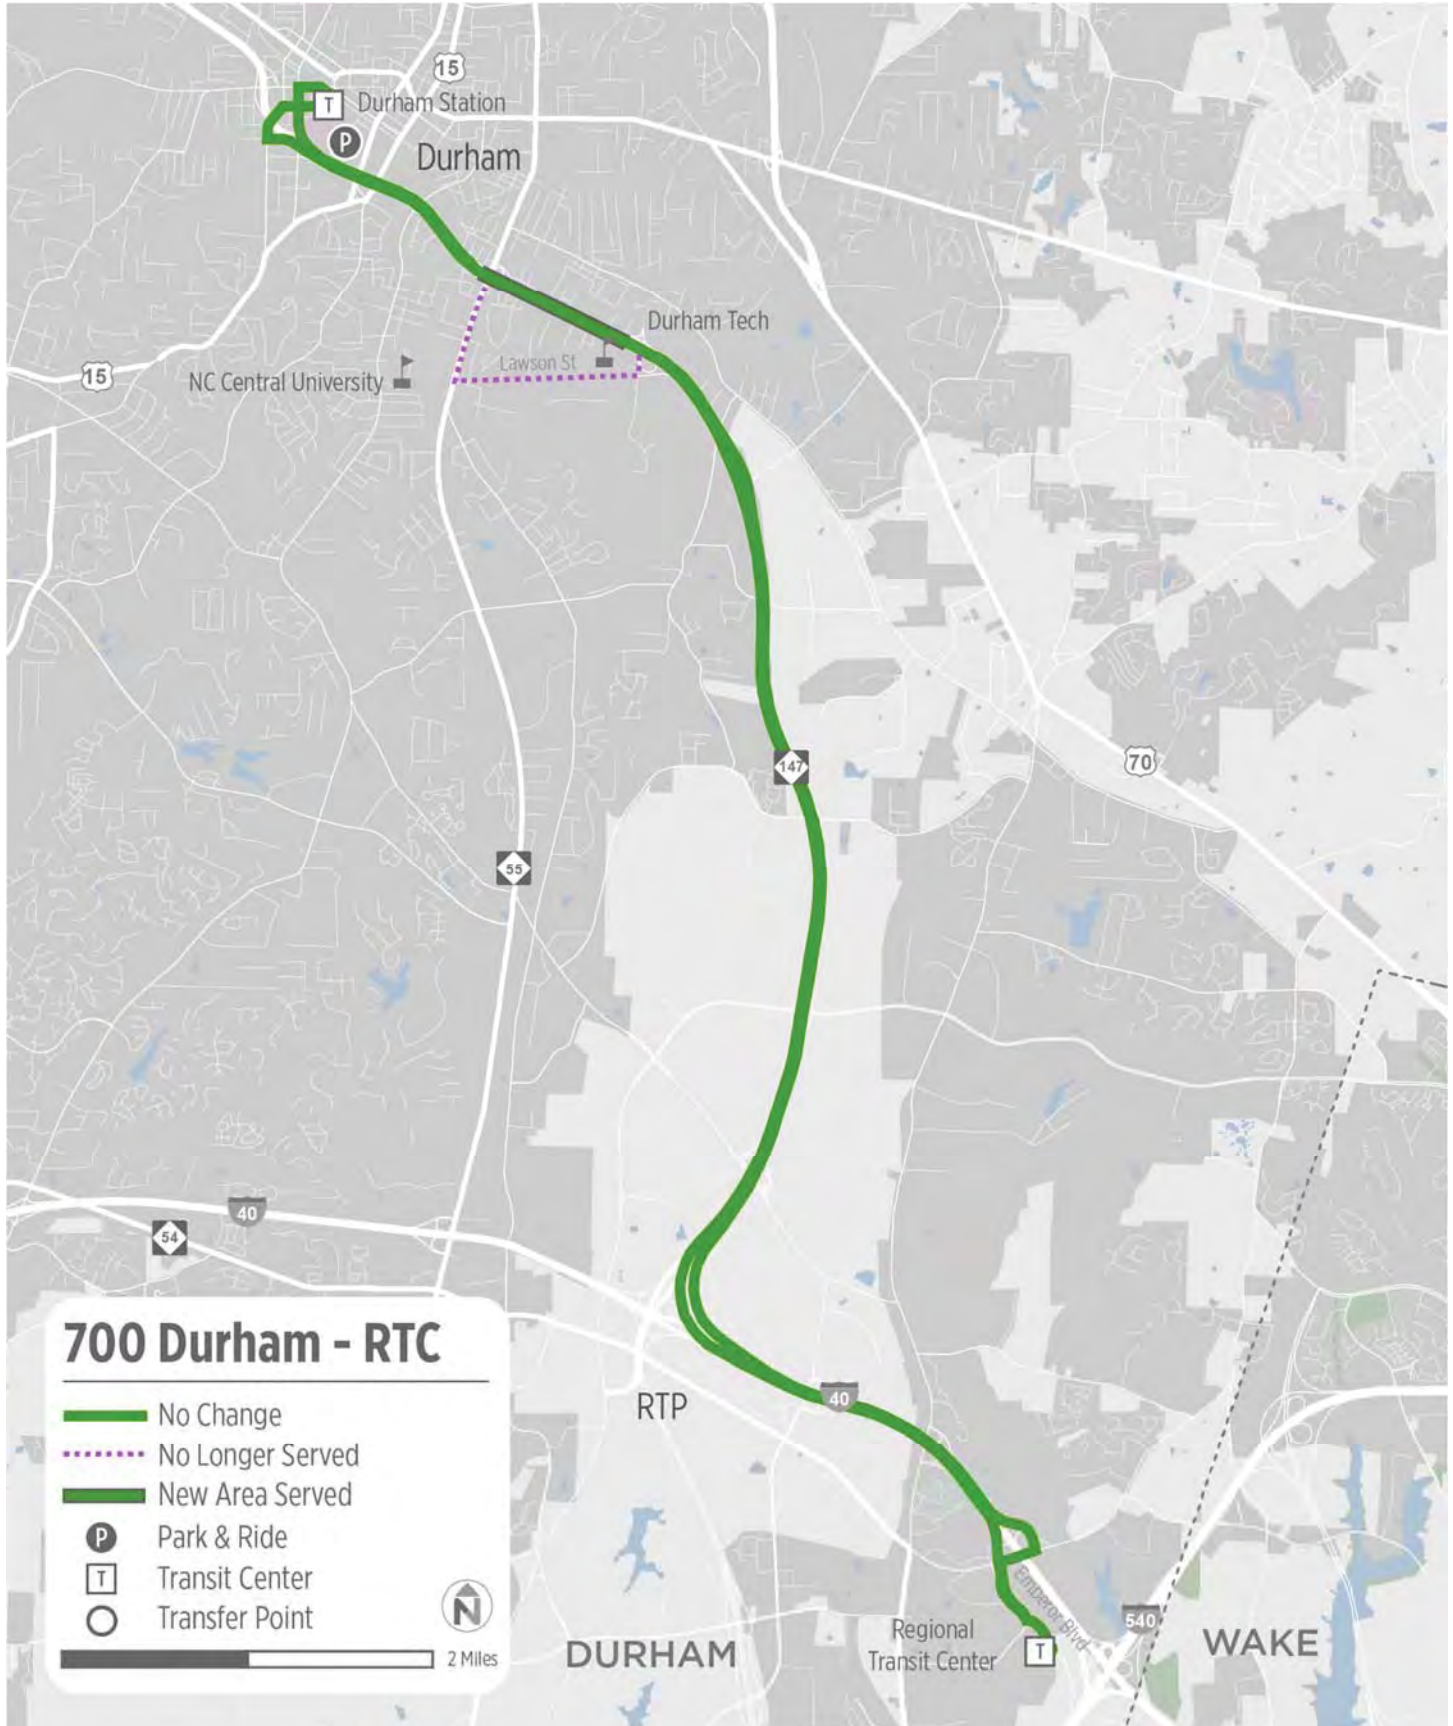 15
T Durham Station
P
Durham
Durham Tech
Lawson St
15
NC Central University
147
70
55
40
54
700 Durham - RTC
No Change
No Longer Served
New Area Served
P Park & Ride
T Transit Center
Transfer Point
N
2 Miles
RTP
40
Emperor Blvd
540
Regional
Transit Center
T
DURHAM
WAKE